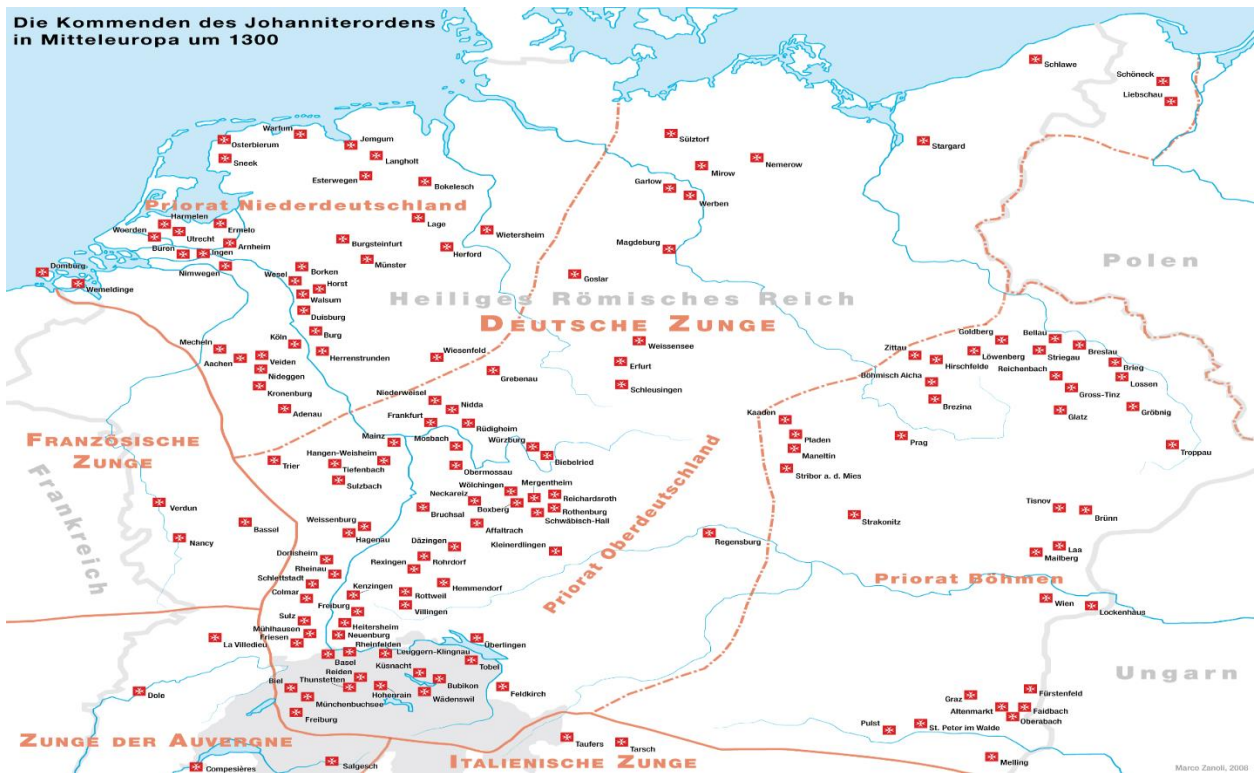 Die Kommenden des Johanniterordens
in Mitteleuropa um 1300
Schlawe
Schöneck
Liebschau
Warfum
Osterbierum
Jemgum
Sneek
Langholt
Esterwegen
Bokelesch
Sülztorf
Mirow
Nemerow
Stargard
Garlow
Werben
Priorat Niederdeutschland
Harmelen
Woerden
Utrecht
Ermelo
Büren
Ingen
Arnheim
Lage
Burgsteinfurt
Wietersheim
Herford
Münster
Magdeburg
Nimwegen
Domburg
Wemeldinge
Wesel
Borken
Horst
Walsum
Duisburg
Goslar
Polen
Heiliges Römisches Reich
Deutsche Zunge
Burg
Köln
Herrenstrunden
Mecheln
Aachen
Veiden
Nideggen
Kronenburg
Adenau
Wiesenfeld
Grebenau
Weissensee
Erfurt
Schleusingen
Zittau
Hirschfelde
Goldberg
Löwenberg
Bellau
Striegau
Breslau
Reichenbach
Brieg
Lossen
Böhmisch Aicha
Brezina
Gross-Tinz
Glatz
Gröbnig
Niederweisel
Nidda
Frankfurt
Rüdigheim
Mainz
Mosbach
Würzburg
Biebelried
Kaaden
Pladen
Maneltin
Prag
Troppau
Stribor a. d. Mies
Französische
Zunge
Frankreich
Trier
Hangen-Weisheim
Tiefenbach
Sulzbach
Obermossau
Wölchingen
Mergentheim
Neckarelz
Boxberg
Reichardsroth
Rothenburg
Schwäbisch-Hall
Priorat Oberdeutschland
Verdun
Bassel
Nancy
Weissenburg
Hagenau
Bruchsal
Affaltrach
Kleinerdlingen
Regensburg
Strakonitz
Tisnov
Brünn
Laa
Mailberg
Dorlisheim
Rheinau
Schlettstadt
Colmar
Däzingen
Rexingen
Rohrdorf
Kenzingen
Hemmendorf
Rottweil
Villingen
Priorat Böhmen
Wien
Lockenhaus
Freiburg
Sulz
Heitersheim
Mühlhausen
Friesen
Neuenburg
La Villedieu
Rheinfelden
Leuggern-Klingnau
Überlingen
Basel
Küsnacht
Tobel
Reiden
Thunstetten
Bubikon
Biel
Hohenrain
Wädenswil
Feldkirch
Münchenbuchsee
Freiburg
Dole
Ungarn
Graz
Fürstenfeld
Altenmarkt
Faidbach
Oberabach
Pulst
St. Peter im Walde
Zunge der Auvergne
Italienische Zunge
Taufers
Tarsch
Melling
Compesières
Salgesch
Marco Zanoli, 2008